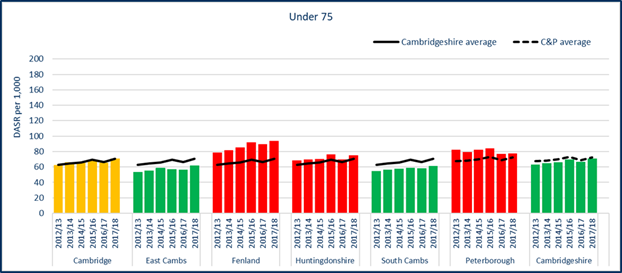 Under 75
Cambridgeshire average
C&P average
DASR per 1,000
200
180
160
140
120
100
80
60
40
20
0
2012/13 2013/14 2014/15 2015/16 2016/17 2017/18
2012/13 2013/14 2014/15 2015/16 2016/17 2017/18
2012/13 2013/14 2014/15 2015/16 2016/17 2017/18
2012/13 2013/14 2014/15 2015/16 2016/17 2017/18
2012/13 2013/14 2014/15 2015/16 2016/17 2017/18
2012/13 2013/14 2014/15 2015/16 2016/17 2017/18
2012/13 2013/14 2014/15 2015/16 2016/17 2017/18
Cambridge East Cambs Fenland Huntingdonshire South Cambs Peterborough Cambridgeshire